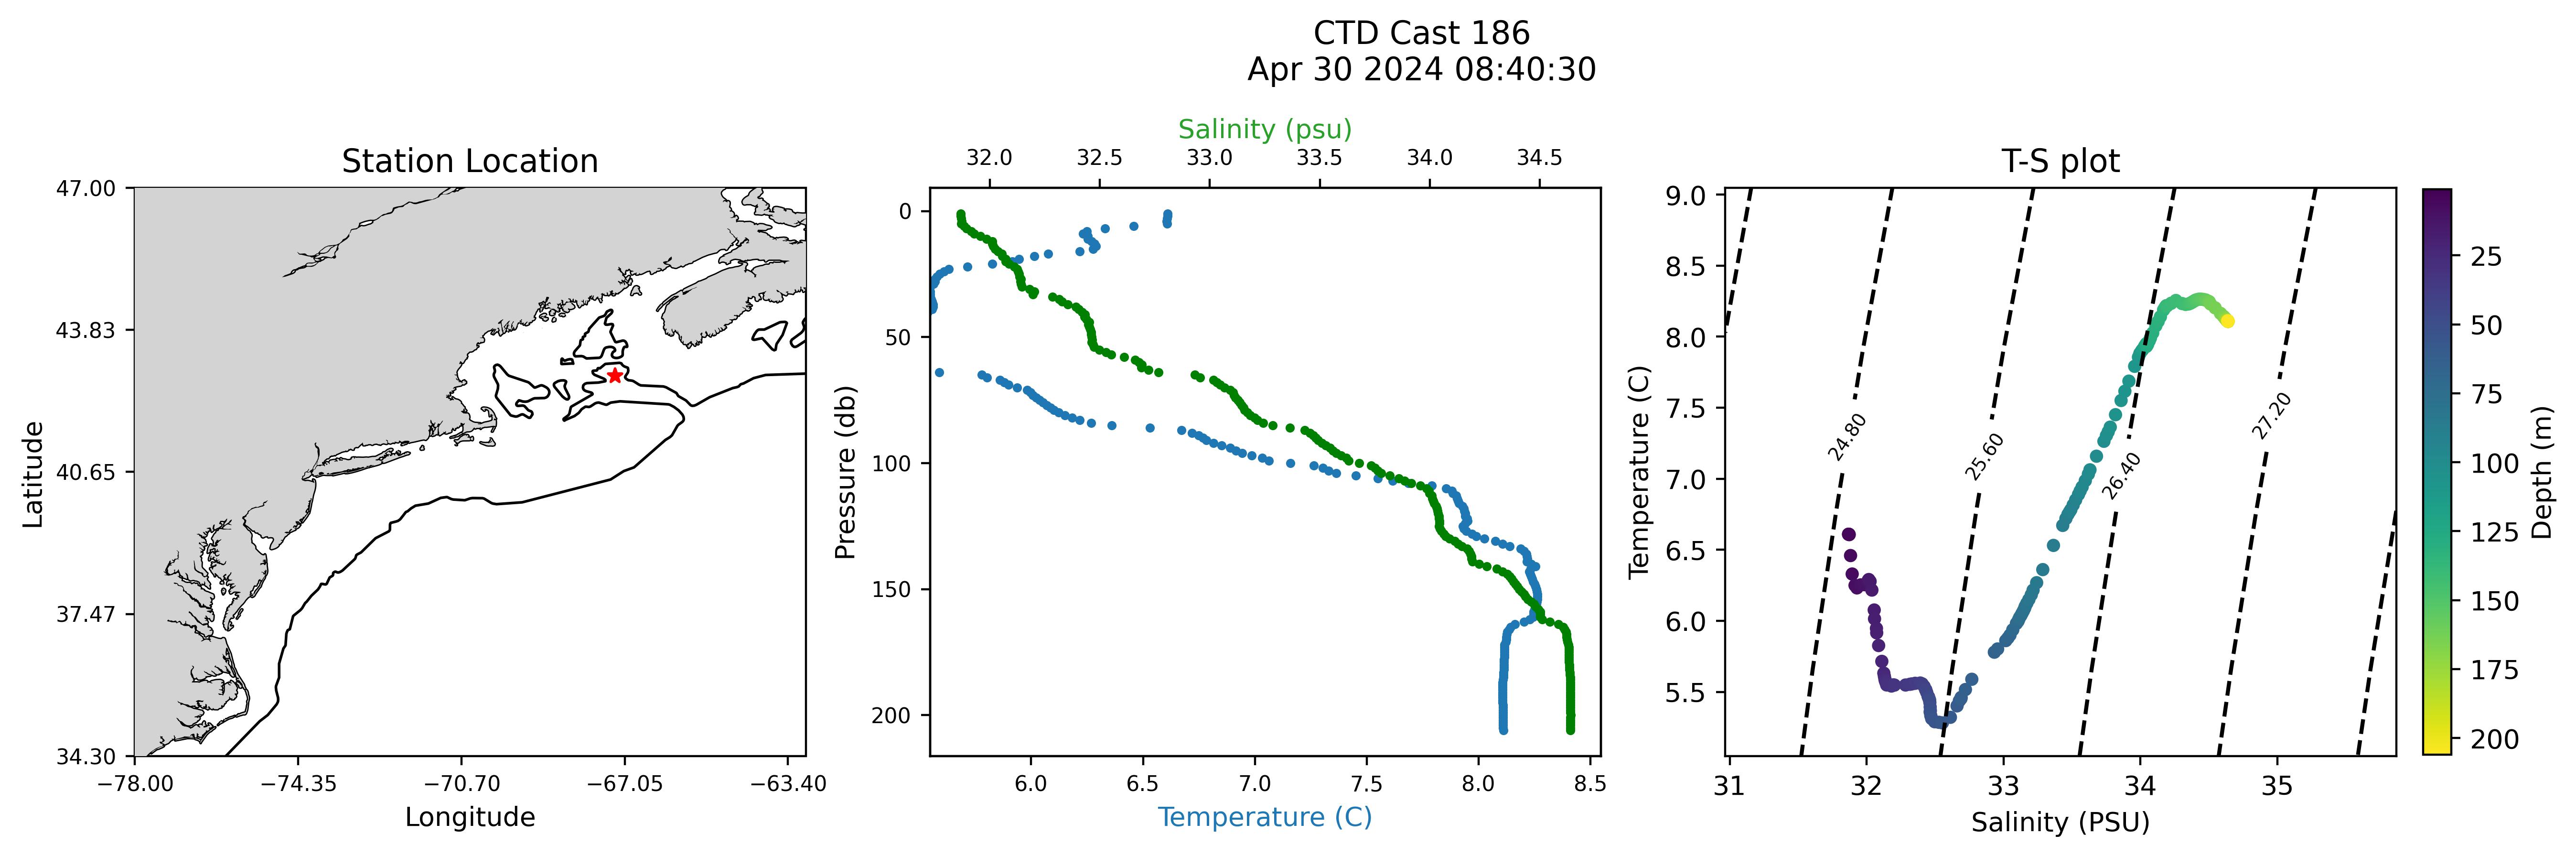 CTD Cast 186
Apr 30 2024 08:40:30
Station Location
47.00
43.83
40.65
37.47
34.30
Latitude
−78.00 −74.35 −70.70 −67.05 −63.40
Longitude
Salinity (psu)
32.0 32.5 33.0 33.5 34.0 34.5
0
50
100
150
200
Pressure (db)
6.0 6.5 7.0 7.5 8.0 8.5
Temperature (C)
T-S plot
9.0
8.5
8.0
7.5
7.0
6.5
6.0
5.5
Temperature (C)
24.80
25.60
26.40
27.20
31 32 33 34 35
Salinity (PSU)
25
50
75
100
125
150
175
200
Depth (m)